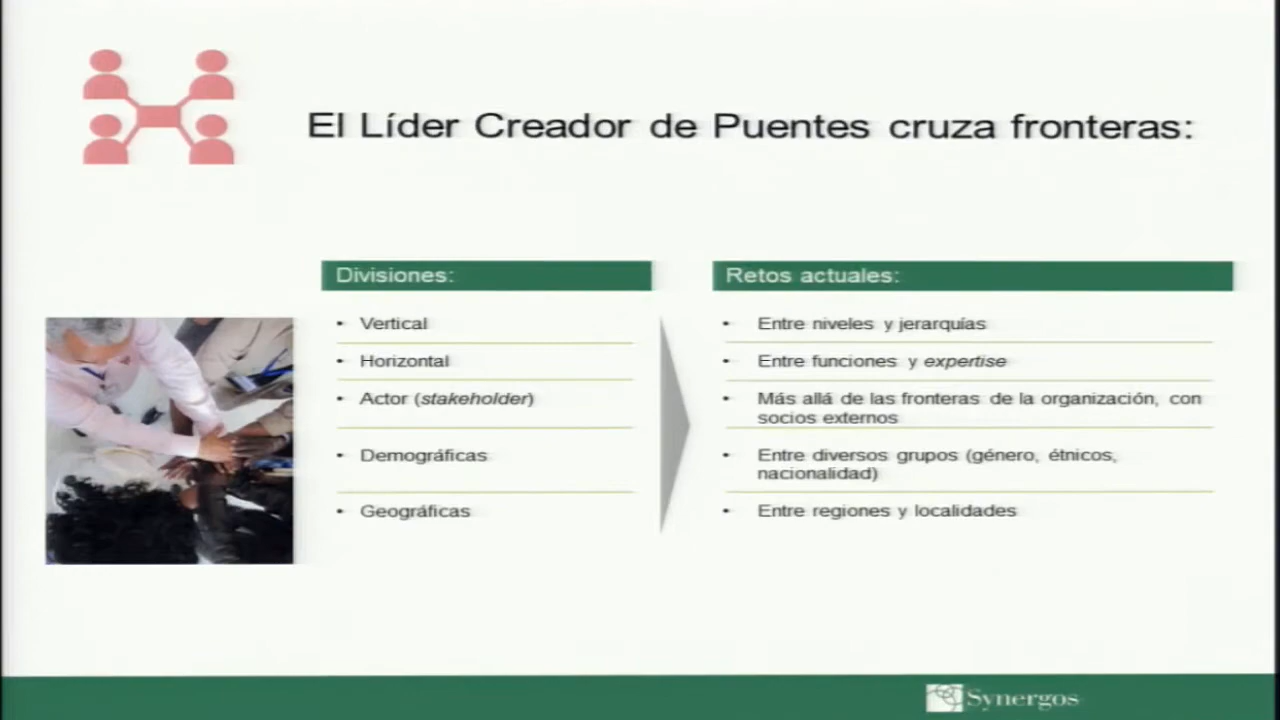 El Líder Creador de Puentes cruza fronteras:
Divisiones:
• Vertical
• Horizontal
• Actor (stakeholder)
• Demográficas
• Geográficas
Retos actuales:
• Entre niveles y jerarquías
• Entre funciones y expertise
• Más allá de las fronteras de la organización, con
socios externos
• Entre diversos grupos (género, étnicos,
nacionalidad)
• Entre regiones y localidades
Synergos